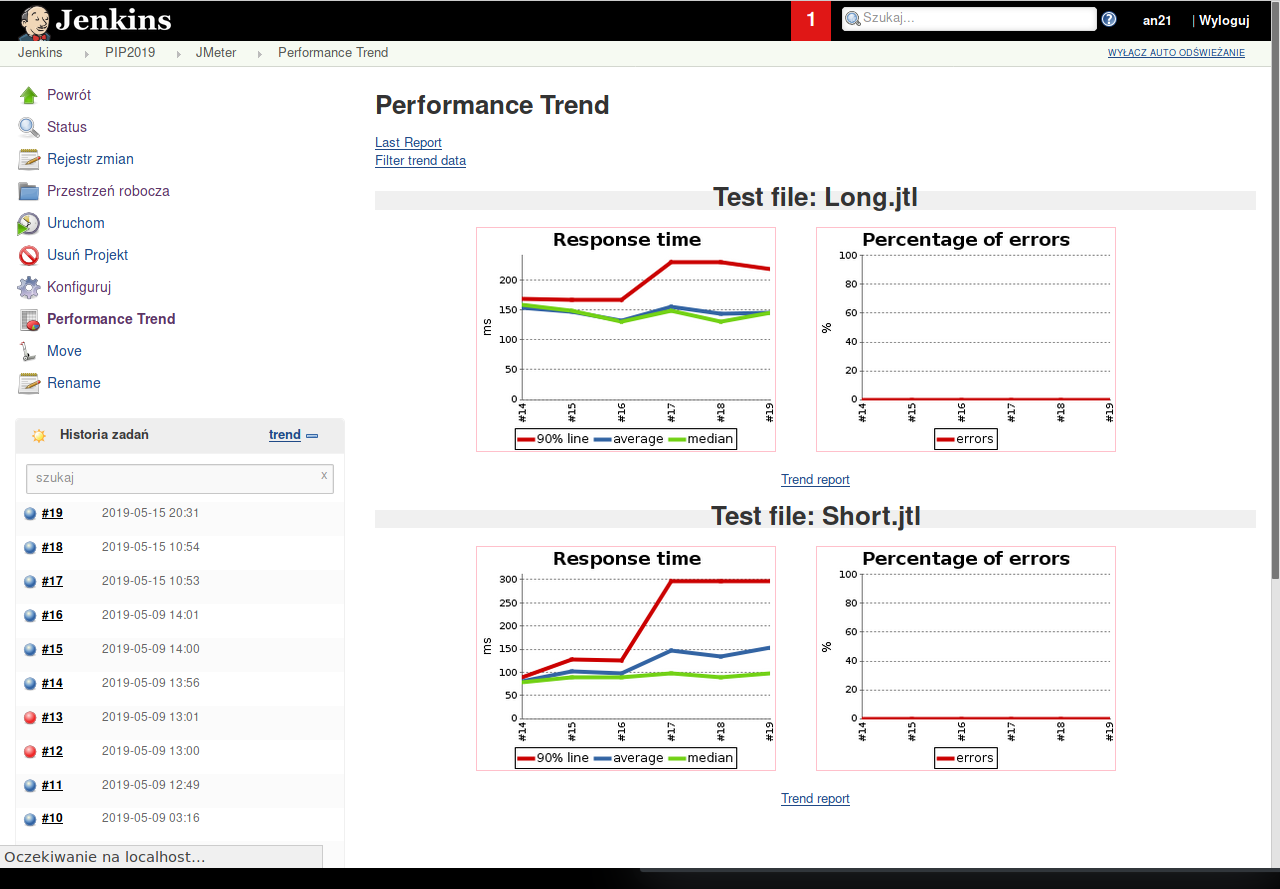 Jenkins
1
Szukaj...
?
an21
| Wyloguj
Jenkins
PIP2019
JMeter
Performance Trend
WYŁĄCZ AUTO ODŚWIEŻANIE
Powrót
Status
Rejestr zmian
Przestrzeń robocza
Uruchom
Usuń Projekt
Konfiguruj
Performance Trend
Move
Rename
Historia zadań
trend
szukaj
x
#19 2019-05-15 20:31
#18 2019-05-15 10:54
#17 2019-05-15 10:53
#16 2019-05-09 14:01
#15 2019-05-09 14:00
#14 2019-05-09 13:56
#13 2019-05-09 13:01
#12 2019-05-09 13:00
#11 2019-05-09 12:49
#10 2019-05-09 03:16
Oczekiwanie na localhost...
Performance Trend
Last Report
Filter trend data
Test file: Long.jtl
Response time
200
150
100
50
0
ms
#14 #15 #16 #17 #18 #19
90% line average median
Percentage of errors
100
80
60
40
20
0
%
#14 #15 #16 #17 #18 #19
errors
Trend report
Test file: Short.jtl
Response time
300
250
200
150
100
50
0
ms
#14 #15 #16 #17 #18 #19
90% line average median
Percentage of errors
100
80
60
40
20
0
%
#14 #15 #16 #17 #18 #19
errors
Trend report